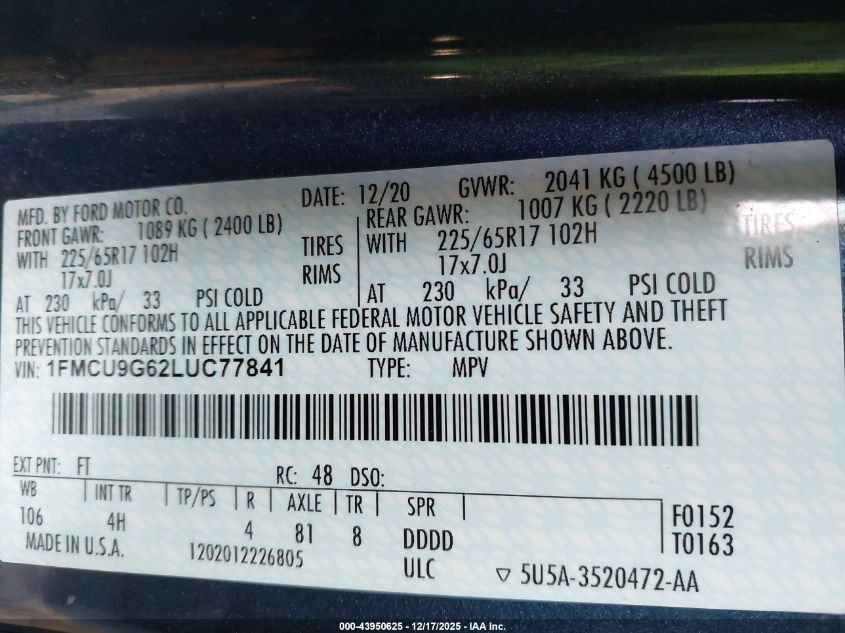 MFD. BY FORD MOTOR CO. DATE: 12/20 GVWR: 2041 KG ( 4500 LB)
FRONT GAWR: 1089 KG ( 2400 LB) REAR GAWR: 1007 KG ( 2220 LB)
WITH 225/65R17 102H TIRES WITH 225/65R17 102H TIRES
17x7.0J RIMS 17x7.0J RIMS
AT 230 kPa/ 33 PSI COLD AT 230 kPa/ 33 PSI COLD
THIS VEHICLE CONFORMS TO ALL APPLICABLE FEDERAL MOTOR VEHICLE SAFETY AND THEFT
PREVENTION STANDARDS IN EFFECT ON THE DATE OF MANUFACTURE SHOWN ABOVE.
VIN: 1FMCU9G62LUC77841 TYPE: MPV
EXT PNT: FT RC: 48 DSO:
WB INT TR TP/PS R AXLE TR SPR
106 4H 4 81 8 DDDD
F0152
T0163
MADE IN U.S.A. 1202012226805 ULC 5U5A-3520472-AA
000-43950625 - 12/17/2025 - IAA Inc.